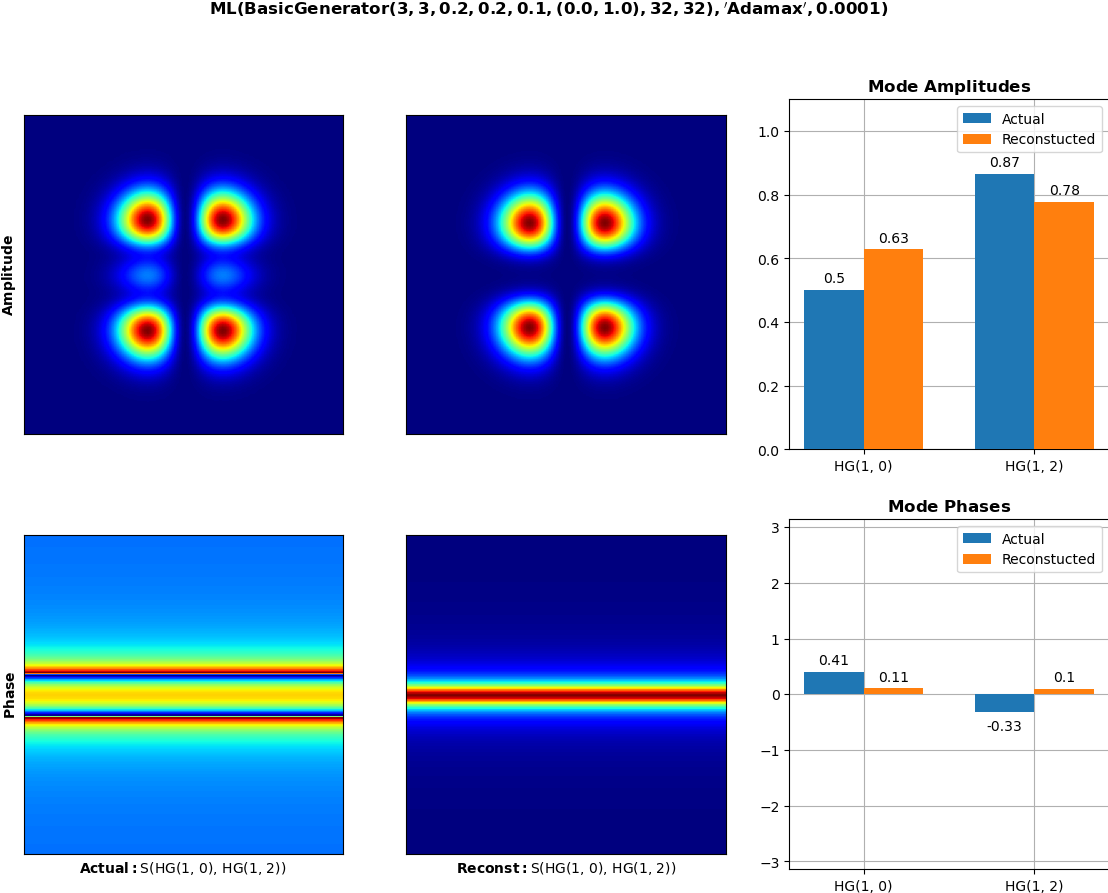 ML(BasicGenerator(3, 3, 0.2, 0.2, 0.1, (0.0, 1.0), 32, 32), ′Adamax′, 0.0001)
Amplitude
Mode Amplitudes
Actual
Reconstucted
1.0
0.8
0.6
0.4
0.2
0.0
0.5
0.63
0.87
0.78
HG(1, 0)
HG(1, 2)
Phase
Actual: S(HG(1, 0), HG(1, 2))
Reconst: S(HG(1, 0), HG(1, 2))
Mode Phases
Actual
Reconstucted
3
2
1
0
−1
−2
−3
0.41
0.11
-0.33
0.1
HG(1, 0)
HG(1, 2)